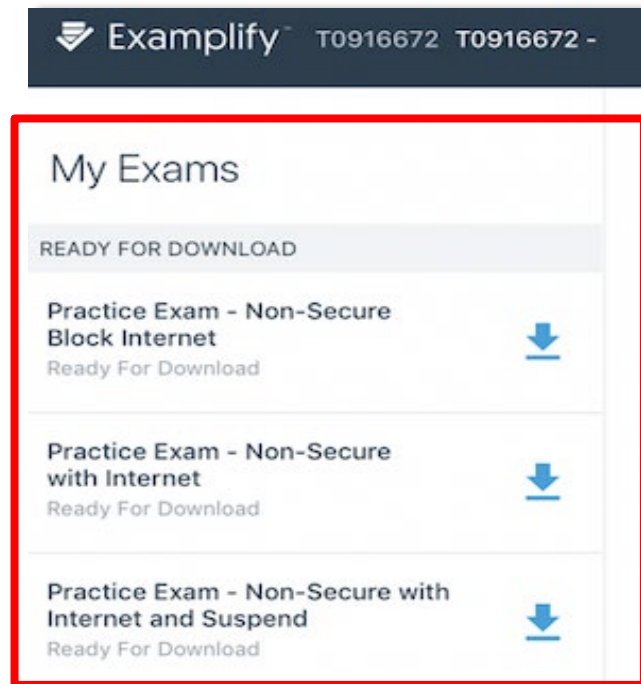 Examplify T0916672 T0916672 -
My Exams
READY FOR DOWNLOAD
Practice Exam - Non-Secure
Block Internet
Ready For Download
Practice Exam - Non-Secure
with Internet
Ready For Download
Practice Exam - Non-Secure with
Internet and Suspend
Ready For Download